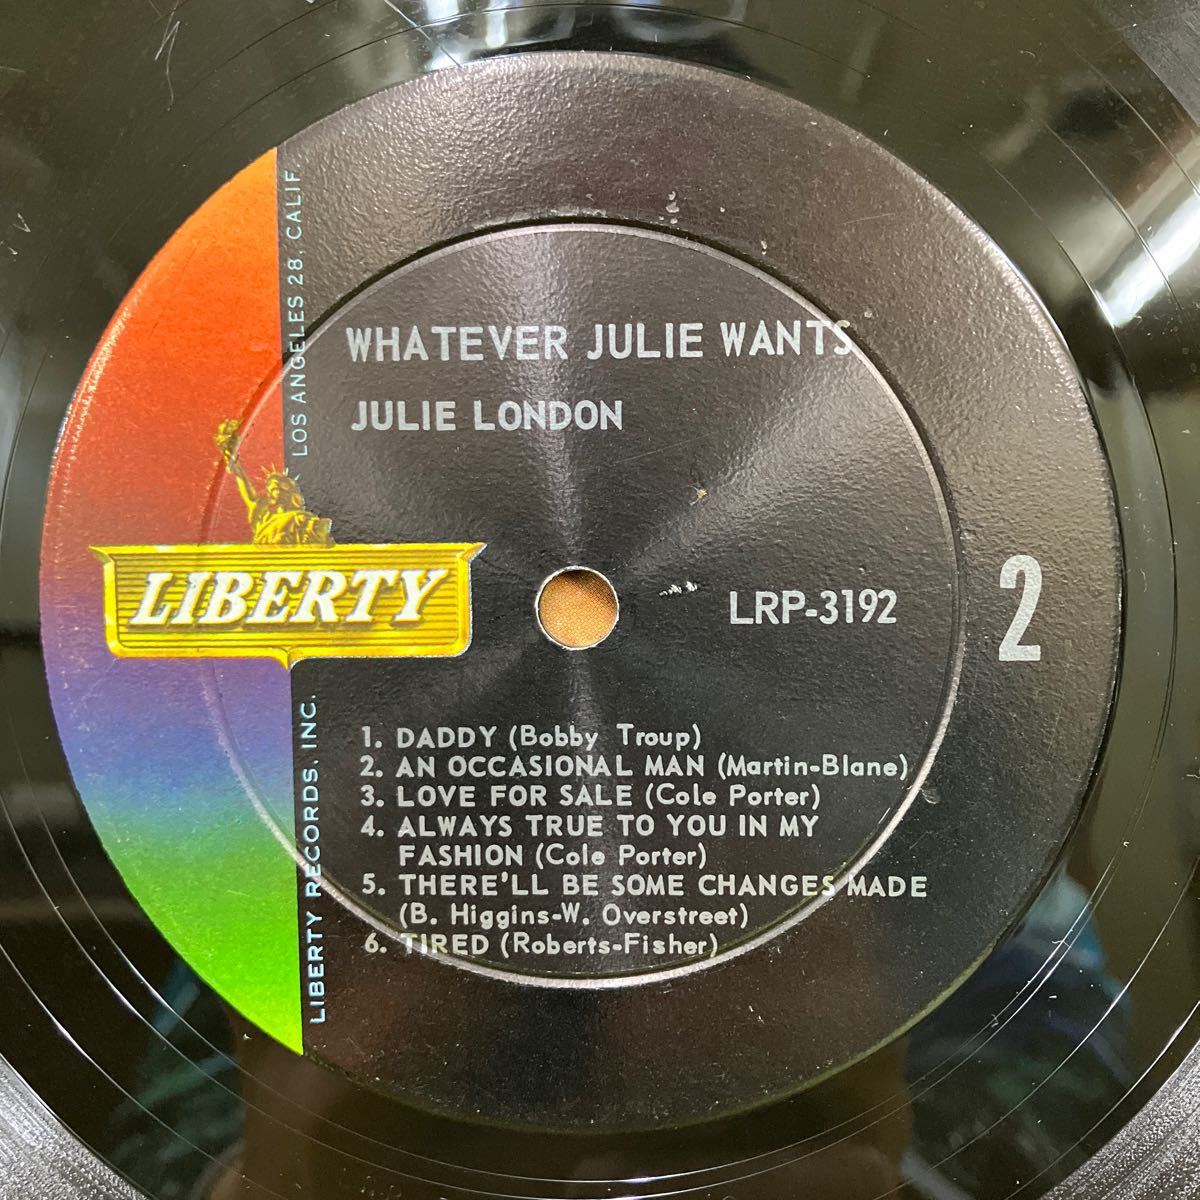 WHATEVER JULIE WANTS
JULIE LONDON
LOS ANGELES 28, CALIF.
LIBERTY
LRP-3192
2
LIBERTY RECORDS, INC.
1. DADDY (Bobby Troup)
2. AN OCCASIONAL MAN (Martin-Blane)
3. LOVE FOR SALE (Cole Porter)
4. ALWAYS TRUE TO YOU IN MY
FASHION (Cole Porter)
5. THERE'LL BE SOME CHANGES MADE
(B. Higgins-W. Overstreet)
6. TIRED (Roberts-Fisher)